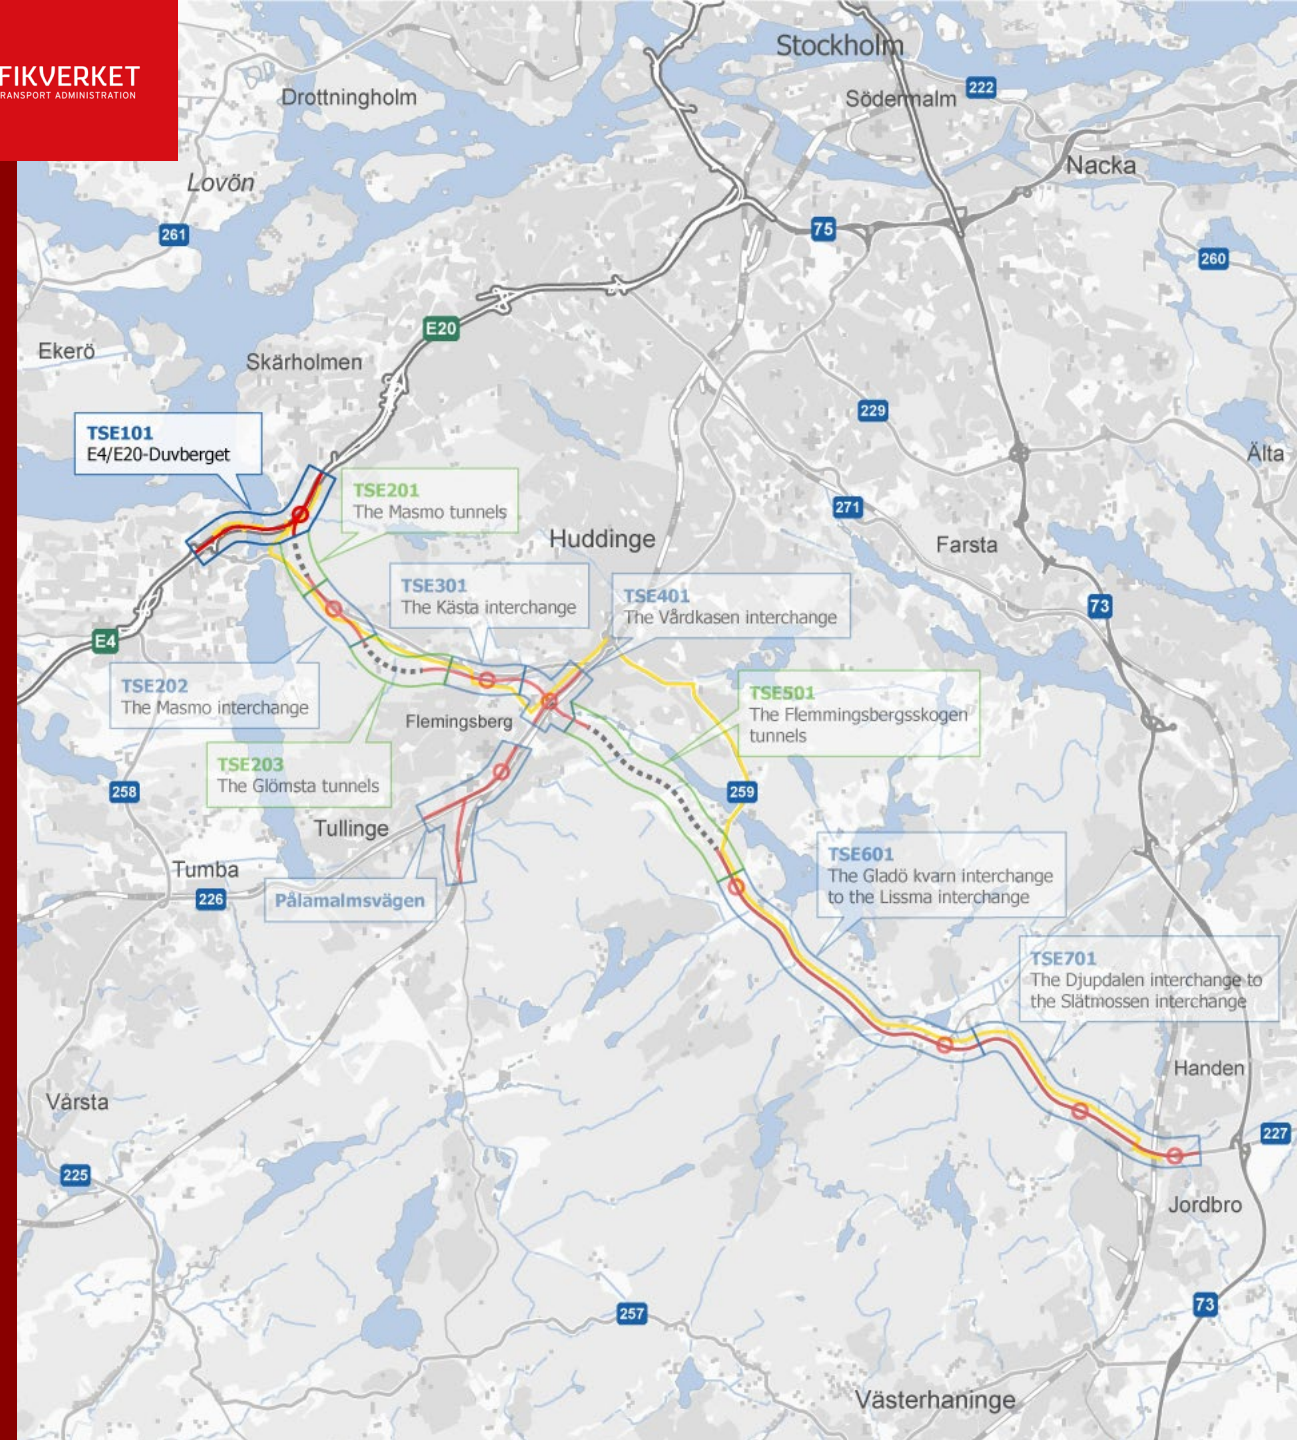 Stockholm
FIKVERKET
RANSPORT ADMINISTRATION
Drottningholm
Södermalm
222
Nacka
Lovön
261
75
260
E20
Ekerö
Skärholmen
229
TSE101
E4/E20-Duvberget
Älta
TSE201
The Masmo tunnels
271
Huddinge
Farsta
TSE301
The Kästa interchange
TSE401
The Vårdkasen interchange
73
E4
TSE202
The Masmo interchange
TSE501
The Flemmingsbergsskogen
tunnels
Flemingsberg
TSE203
The Glömsta tunnels
258
259
Tullinge
TSE601
The Gladö kvarn interchange
to the Lissma interchange
Tumba
226
Pålamalmsvägen
TSE701
The Djupdalen interchange to
the Slätmossen interchange
Handen
Vårsta
227
225
Jordbro
73
257
Västerhaninge